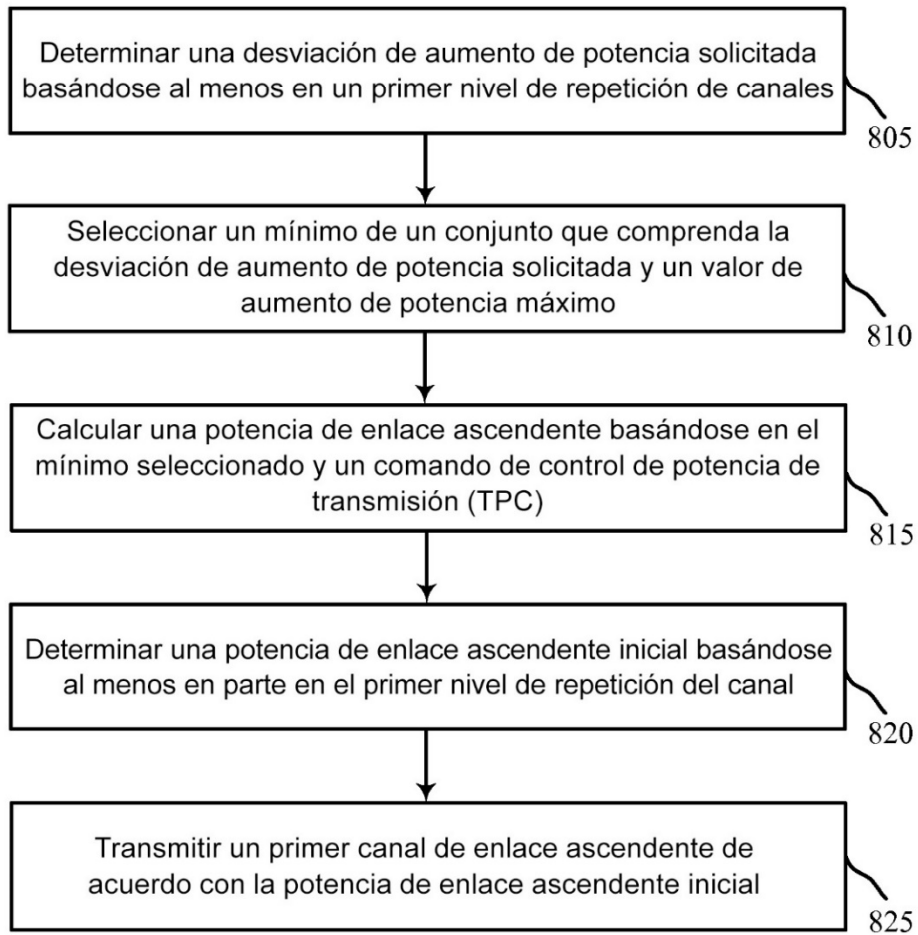 Determinar una desviación de aumento de potencia solicitada
basándose al menos en un primer nivel de repetición de canales
805
Seleccionar un mínimo de un conjunto que comprenda la
desviación de aumento de potencia solicitada y un valor de
aumento de potencia máximo
810
Calcular una potencia de enlace ascendente basándose en el
mínimo seleccionado y un comando de control de potencia de
transmisión (TPC)
815
Determinar una potencia de enlace ascendente inicial basándose
al menos en parte en el primer nivel de repetición del canal
820
Transmitir un primer canal de enlace ascendente de
acuerdo con la potencia de enlace ascendente inicial
825